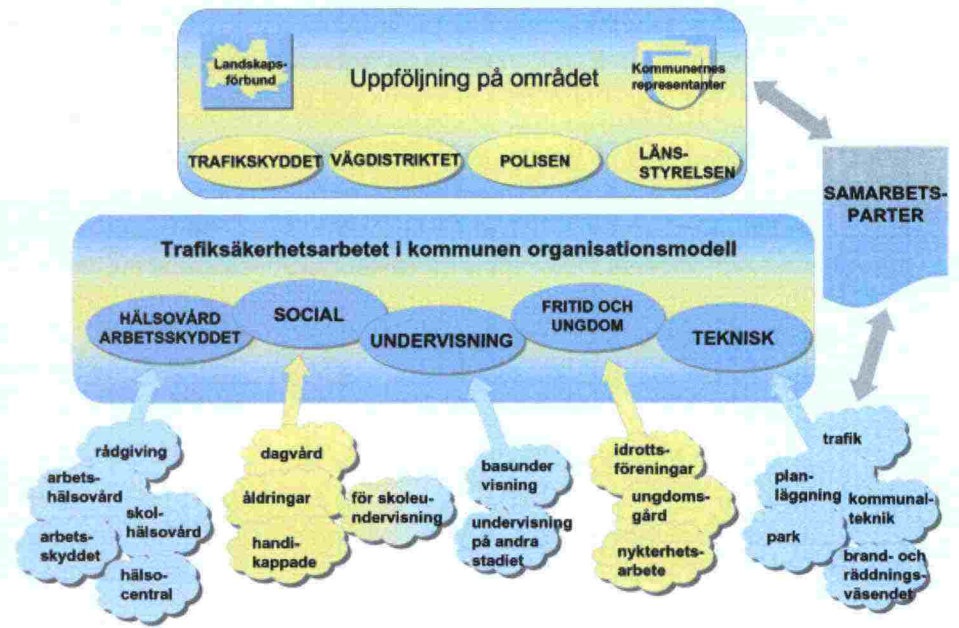 Landskaps-
förbund
Uppföljning på området
Kommunernes
representanter
TRAFIKSKYDDET
VÄGDISTRIKTET
POLISEN
LÄNS-
STYRELSEN
SAMARBETS-
PARTER
Trafiksäkerhetsarbetet i kommunen organisationsmodell
HÄLSOVÅRD
ARBETSSKYDDET
SOCIAL
UNDERVISNING
FRITID OCH
UNGDOM
TEKNISK
rådgiving
arbets-
hälsovård
skol-
hälsovård
arbets-
skyddet
hälso-
central
dagvård
åldringar
handi-
kappade
för skoleu-
ndervisning
basunder
visning
undervisning
på andra
stadiet
idrotts-
föreningar
ungdoms-
gård
nykterhets-
arbete
trafik
plan-
läggning
kommunal-
teknik
park
brand- och
räddnings-
väsendet